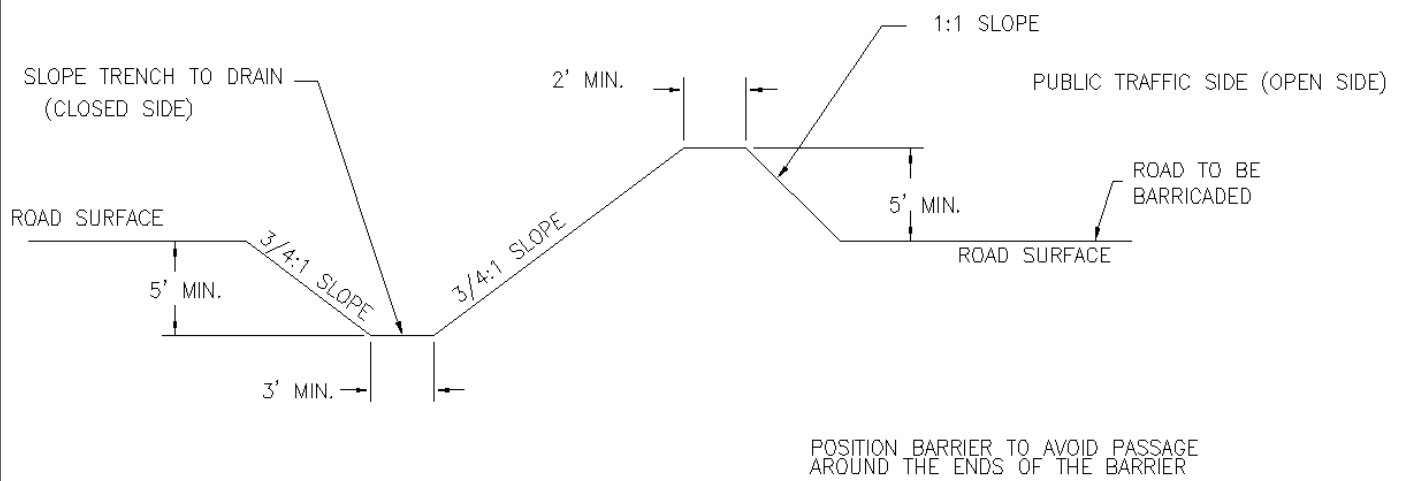 1:1 SLOPE
SLOPE TRENCH TO DRAIN
(CLOSED SIDE)
2' MIN.
PUBLIC TRAFFIC SIDE (OPEN SIDE)
ROAD TO BE
BARRICADED
5' MIN.
ROAD SURFACE
3/4:1 SLOPE
3/4:1 SLOPE
ROAD SURFACE
5' MIN.
3' MIN.
POSITION BARRIER TO AVOID PASSAGE
AROUND THE ENDS OF THE BARRIER